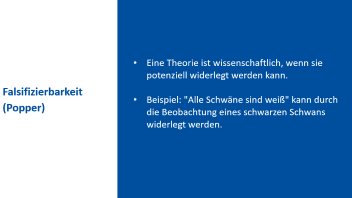 Falsifizierbarkeit
(Popper)
• Eine Theorie ist wissenschaftlich, wenn sie
potenziell widerlegt werden kann.
• Beispiel: "Alle Schwäne sind weiß" kann durch
die Beobachtung eines schwarzen Schwans
widerlegt werden.